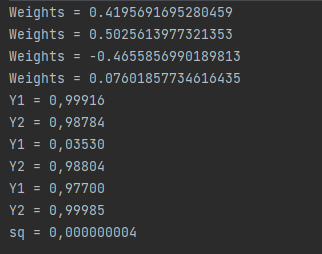 Weights = 0.4195691695280459
Weights = 0.5025613977321353
Weights = -0.4655856990189813
Weights = 0.07601857734616435
Y1 = 0,99916
Y2 = 0,98784
Y1 = 0,03530
Y2 = 0,98804
Y1 = 0,97700
Y2 = 0,99985
sq = 0,000000004